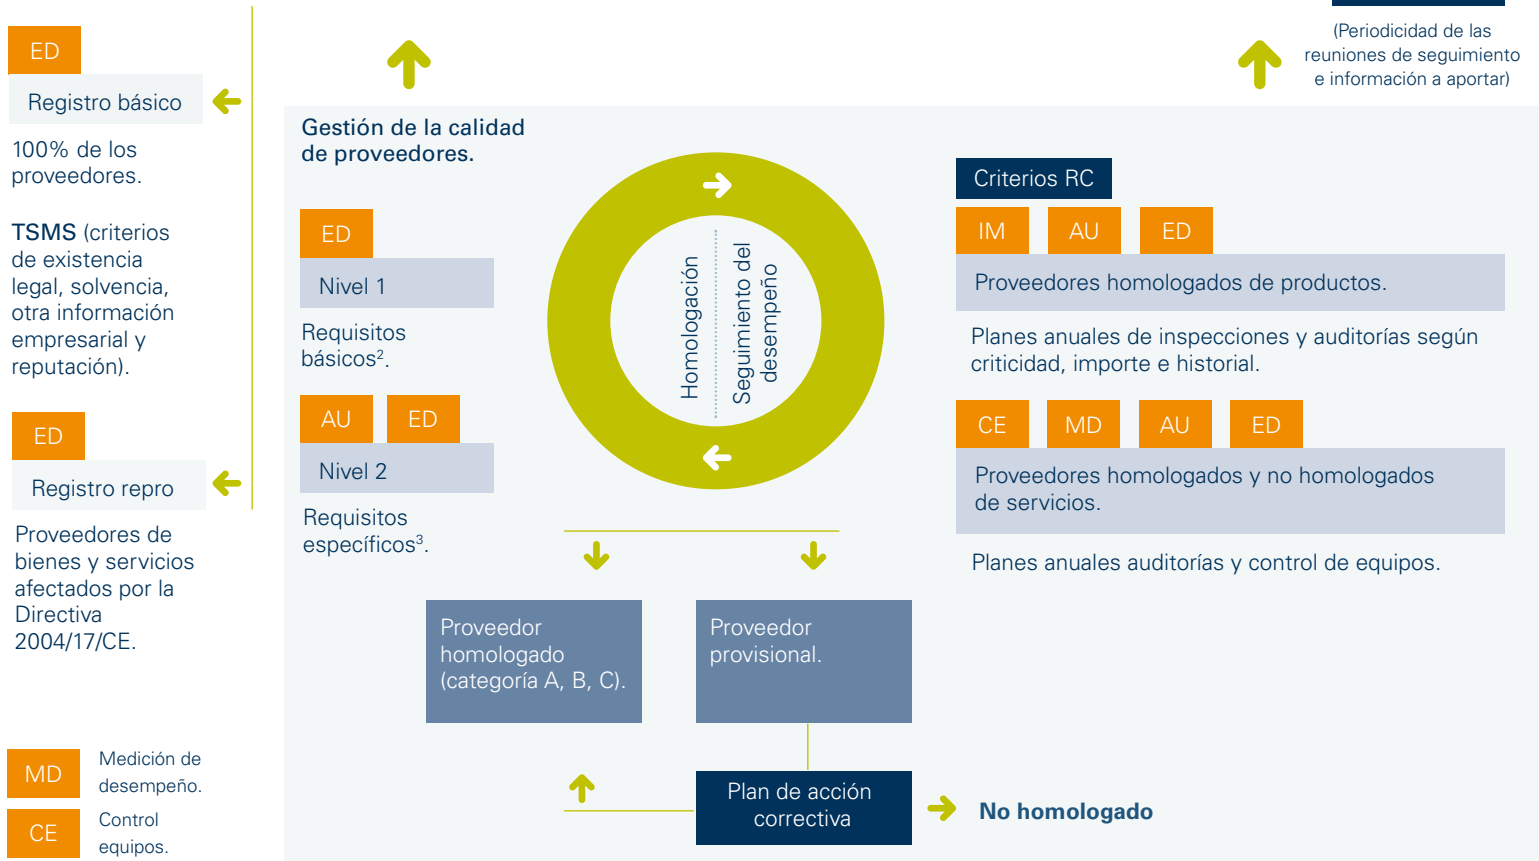 ED
Registro básico
100% de los
proveedores.
TSMS (criterios
de existencia
legal, solvencia,
otra información
empresarial y
reputación).
ED
Registro repro
Proveedores de
bienes y servicios
afectados por la
Directiva
2004/17/CE.
MD
Medición de
desempeño.
CE
Control
equipos.
(Periodicidad de las
reuniones de seguimiento
e información a aportar)
Gestión de la calidad
de proveedores.
ED
Nivel 1
Requisitos
básicos².
AU ED
Nivel 2
Requisitos
específicos³.
Homologación
Seguimiento del
desempeño
Proveedor
homologado
(categoría A, B, C).
Proveedor
provisional.
Plan de acción
correctiva
No homologado
Criterios RC
IM AU ED
Proveedores homologados de productos.
Planes anuales de inspecciones y auditorías según
criticidad, importe e historial.
CE MD AU ED
Proveedores homologados y no homologados
de servicios.
Planes anuales auditorías y control de equipos.